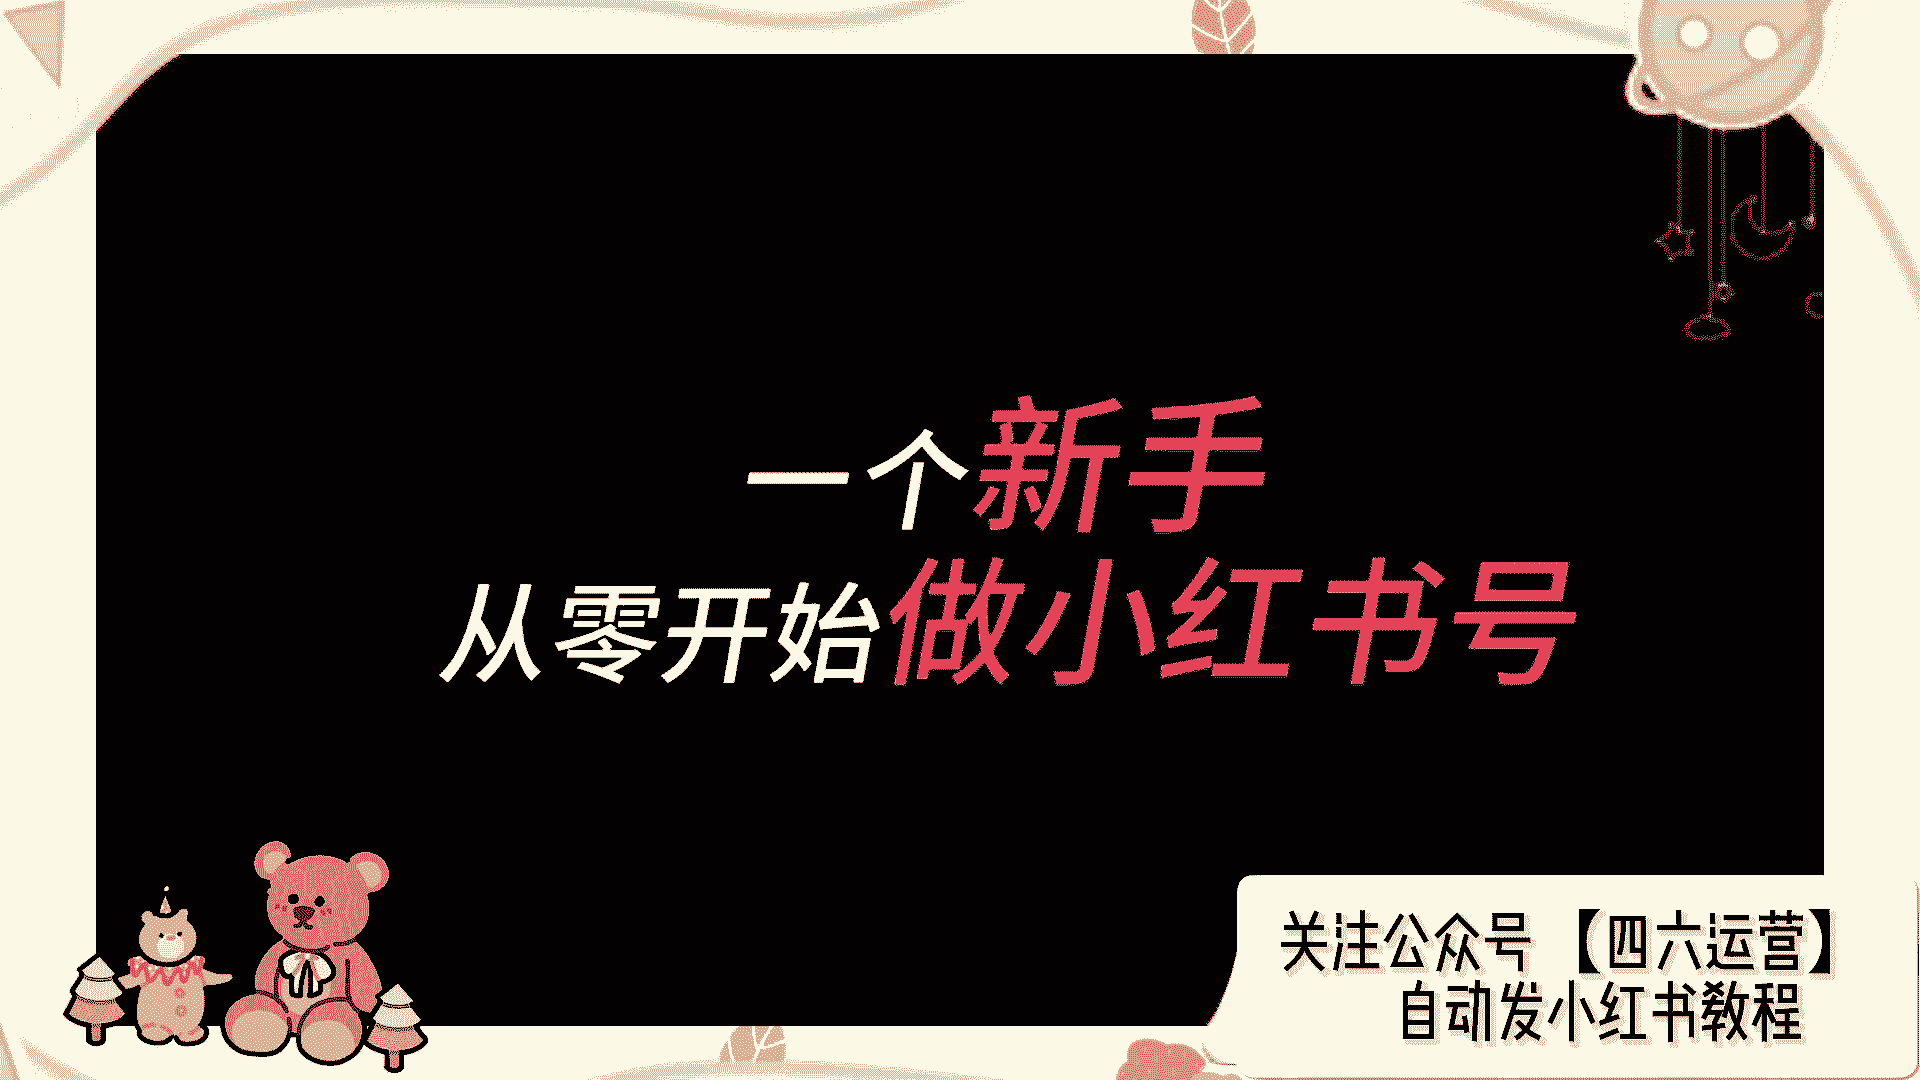 一个新手
从零开始做小红书号
关注公众号【四六运营】
自动发小红书教程